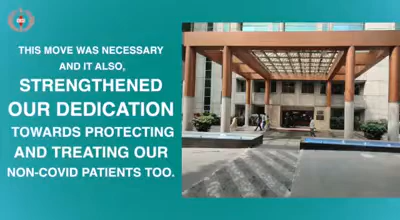 THIS MOVE WAS NECESSARY
AND IT ALSO,
STRENGTHENED
OUR DEDICATION
TOWARDS PROTECTING
AND TREATING OUR
NON-COVID PATIENTS TOO.